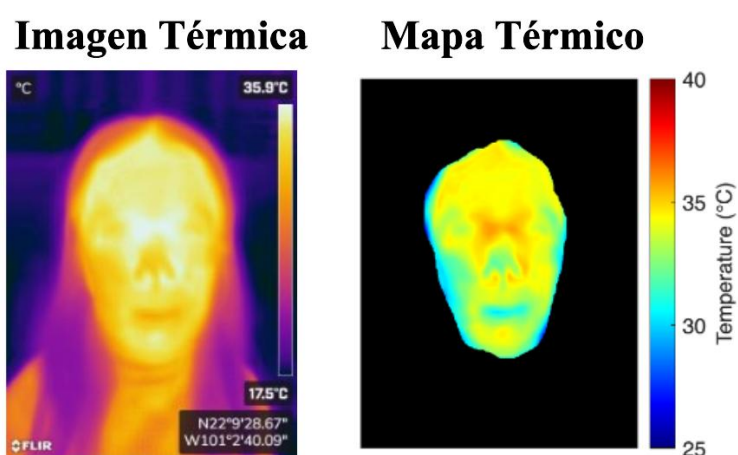 Imagen Térmica
Mapa Térmico
°C
35.9°C
17.5°C
N22°9'28.67"
W101°2'40.09"
FLIR
40
35
30
25
Temperature (°C)